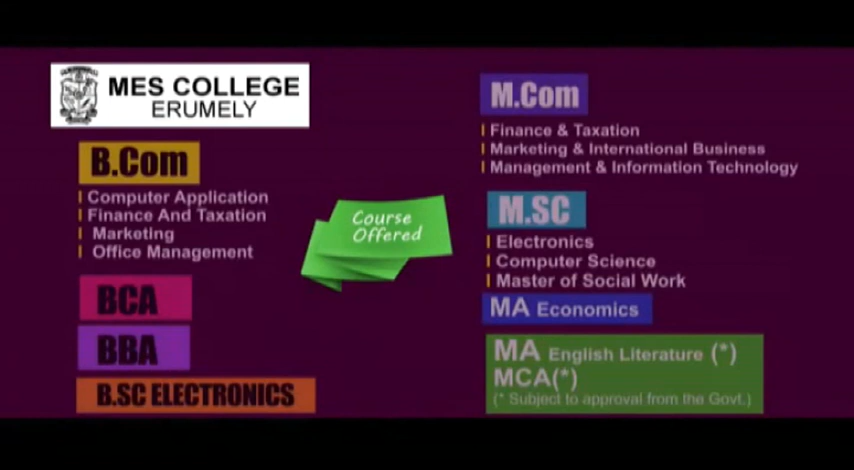 MES COLLEGE
ERUMELY
B.Com
Computer Application
Finance And Taxation
Marketing
Office Management
BCA
BBA
B.SC ELECTRONICS
Course
Offered
M.Com
Finance & Taxation
Marketing & International Business
Management & Information Technology
M.SC
Electronics
Computer Science
Master of Social Work
MA Economics
MA English Literature (*)
MCA(*)
(* Subject to approval from the Govt.)